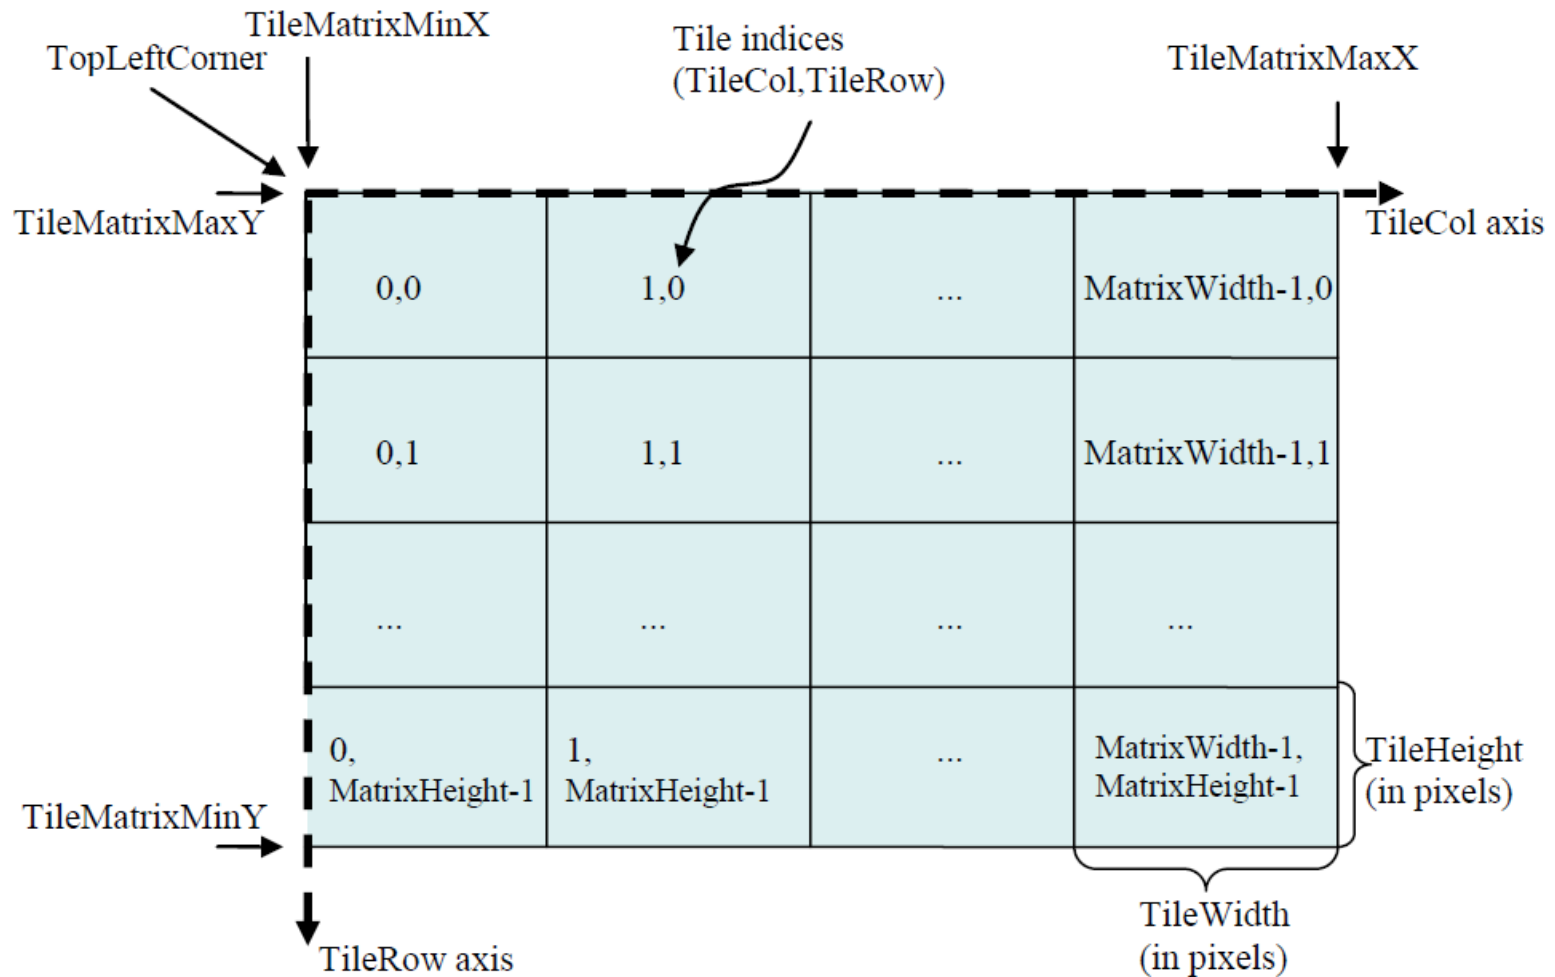 TileMatrixMinX
TopLeftCorner
Tile indices
(TileCol,TileRow)
TileMatrixMaxX
TileMatrixMaxY
TileCol axis
0,0
1,0
...
MatrixWidth-1,0
0,1
1,1
...
MatrixWidth-1,1
...
...
...
...
0,
MatrixHeight-1
1,
MatrixHeight-1
...
MatrixWidth-1,
MatrixHeight-1
TileHeight
(in pixels)
TileMatrixMinY
TileWidth
(in pixels)
TileRow axis